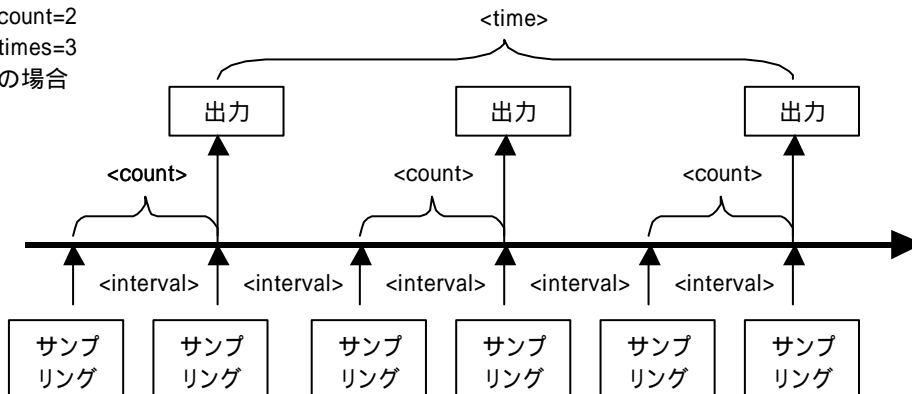 count=2
times=3
の場合
<time>
出力 出力 出力
<count> <count> <count>
<interval> <interval> <interval> <interval> <interval>
サンプ サンプ サンプ サンプ サンプ サンプ
リング リング リング リング リング リング